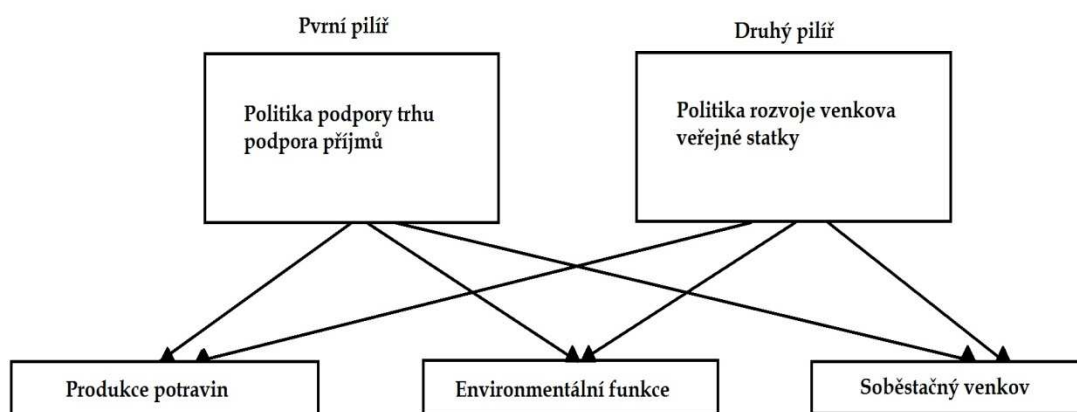 Pvrní pilíř
Druhý pilíř
Politika podpory trhu
podpora příjmů
Politika rozvoje venkova
veřejné statky
Produkce potravin
Environmentální funkce
Soběstačný venkov